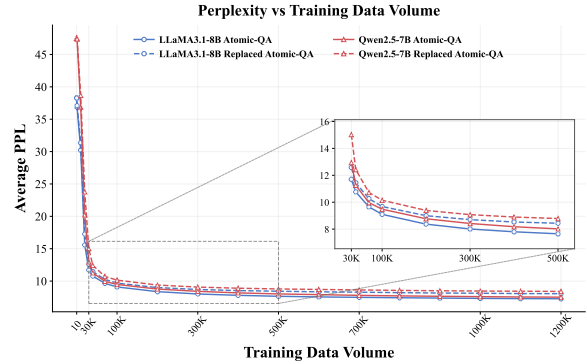 Perplexity vs Training Data Volume
LLaMA3.1-8B Atomic-QA
Qwen2.5-7B Atomic-QA
LLaMA3.1-8B Replaced Atomic-QA
Qwen2.5-7B Replaced Atomic-QA
Average PPL
45
40
35
30
25
20
15
10
16
14
12
10
8
30K
100K
300K
500K
10
30K
100K
300K
500K
700K
1000K
1200K
Training Data Volume